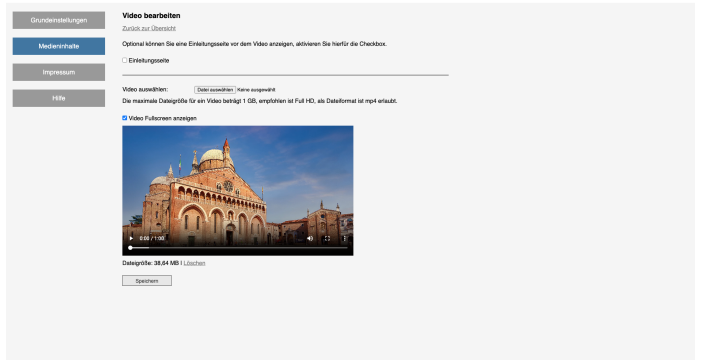 Grundeinstellungen
Medieninhalte
Impressum
Hilfe
Video bearbeiten
Zurück zur Übersicht
Optional können Sie eine Einleitungsseite vor dem Video anzeigen, aktivieren Sie hierfür die Checkbox.
Einleitungsseite
Video auswählen: Datei auswählen Keine ausgewählt
Die maximale Dateigröße für ein Video beträgt 1 GB, empfohlen ist Full HD, als Dateiformat ist mp4 erlaubt.
Video Fullscreen anzeigen
0:00 / 1:00
Dateigröße: 38,64 MB | Löschen
Speichern